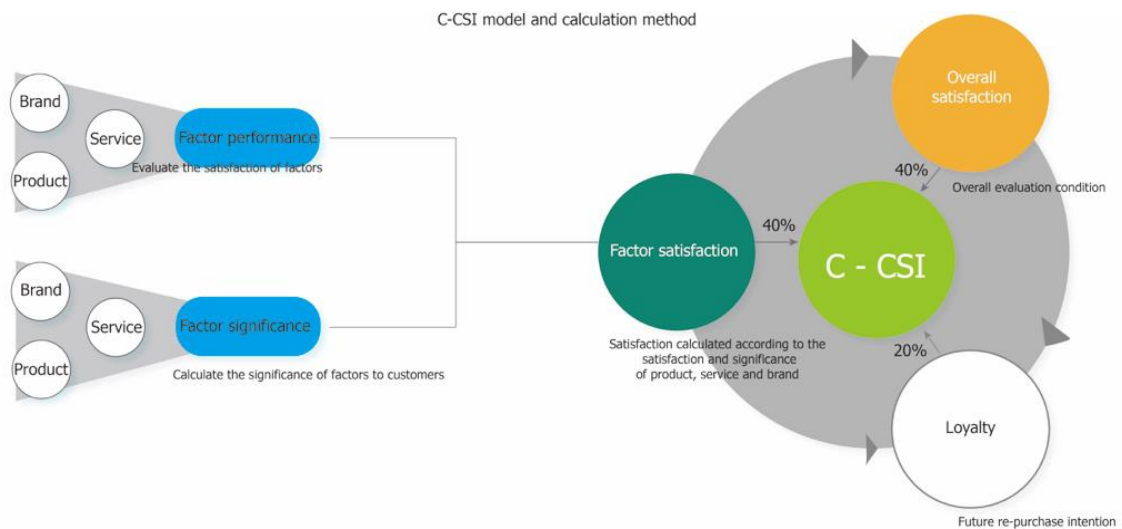 C-CSI model and calculation method
Brand
Service
Product
Factor performance
Evaluate the satisfaction of factors
Brand
Service
Product
Factor significance
Calculate the significance of factors to customers
Factor satisfaction
Satisfaction calculated according to the
satisfaction and significance
of product, service and brand
40%
C - CSI
Overall
satisfaction
40%
Overall evaluation condition
20%
Loyalty
Future re-purchase intention